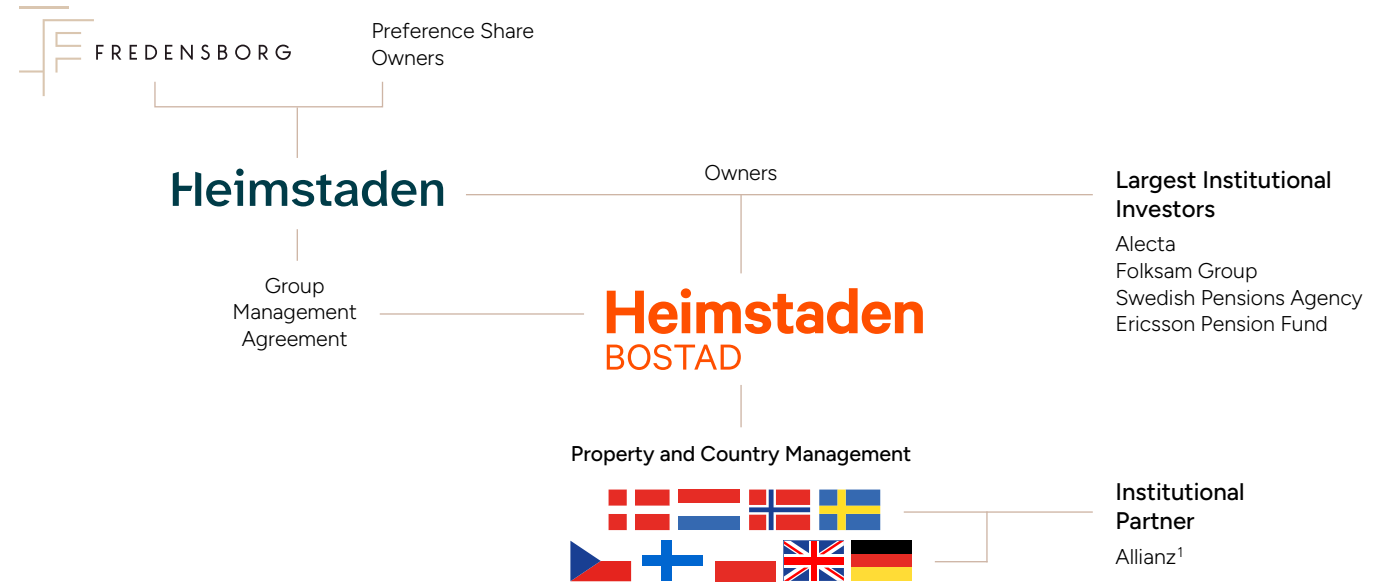 FREDENSBORG
Preference Share
Owners
Heimstaden
Owners
Largest Institutional
Investors
Alecta
Folksam Group
Swedish Pensions Agency
Ericsson Pension Fund
Group
Management
Agreement
Heimstaden
BOSTAD
Property and Country Management
Institutional
Partner
Allianz¹